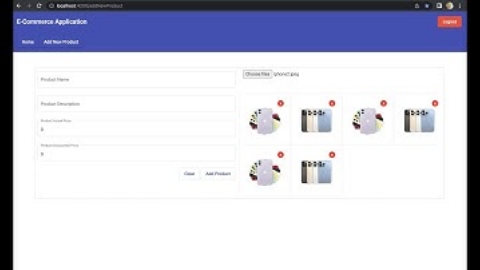 localhost:4200/addNewProduct
E-Commerce Application
Logout
Home
Add New Product
Product Name
Choose Files
iphone1.jpeg
Product Description
Product Actual Price
0
Product Discounted Price
0
Clear
Add Product